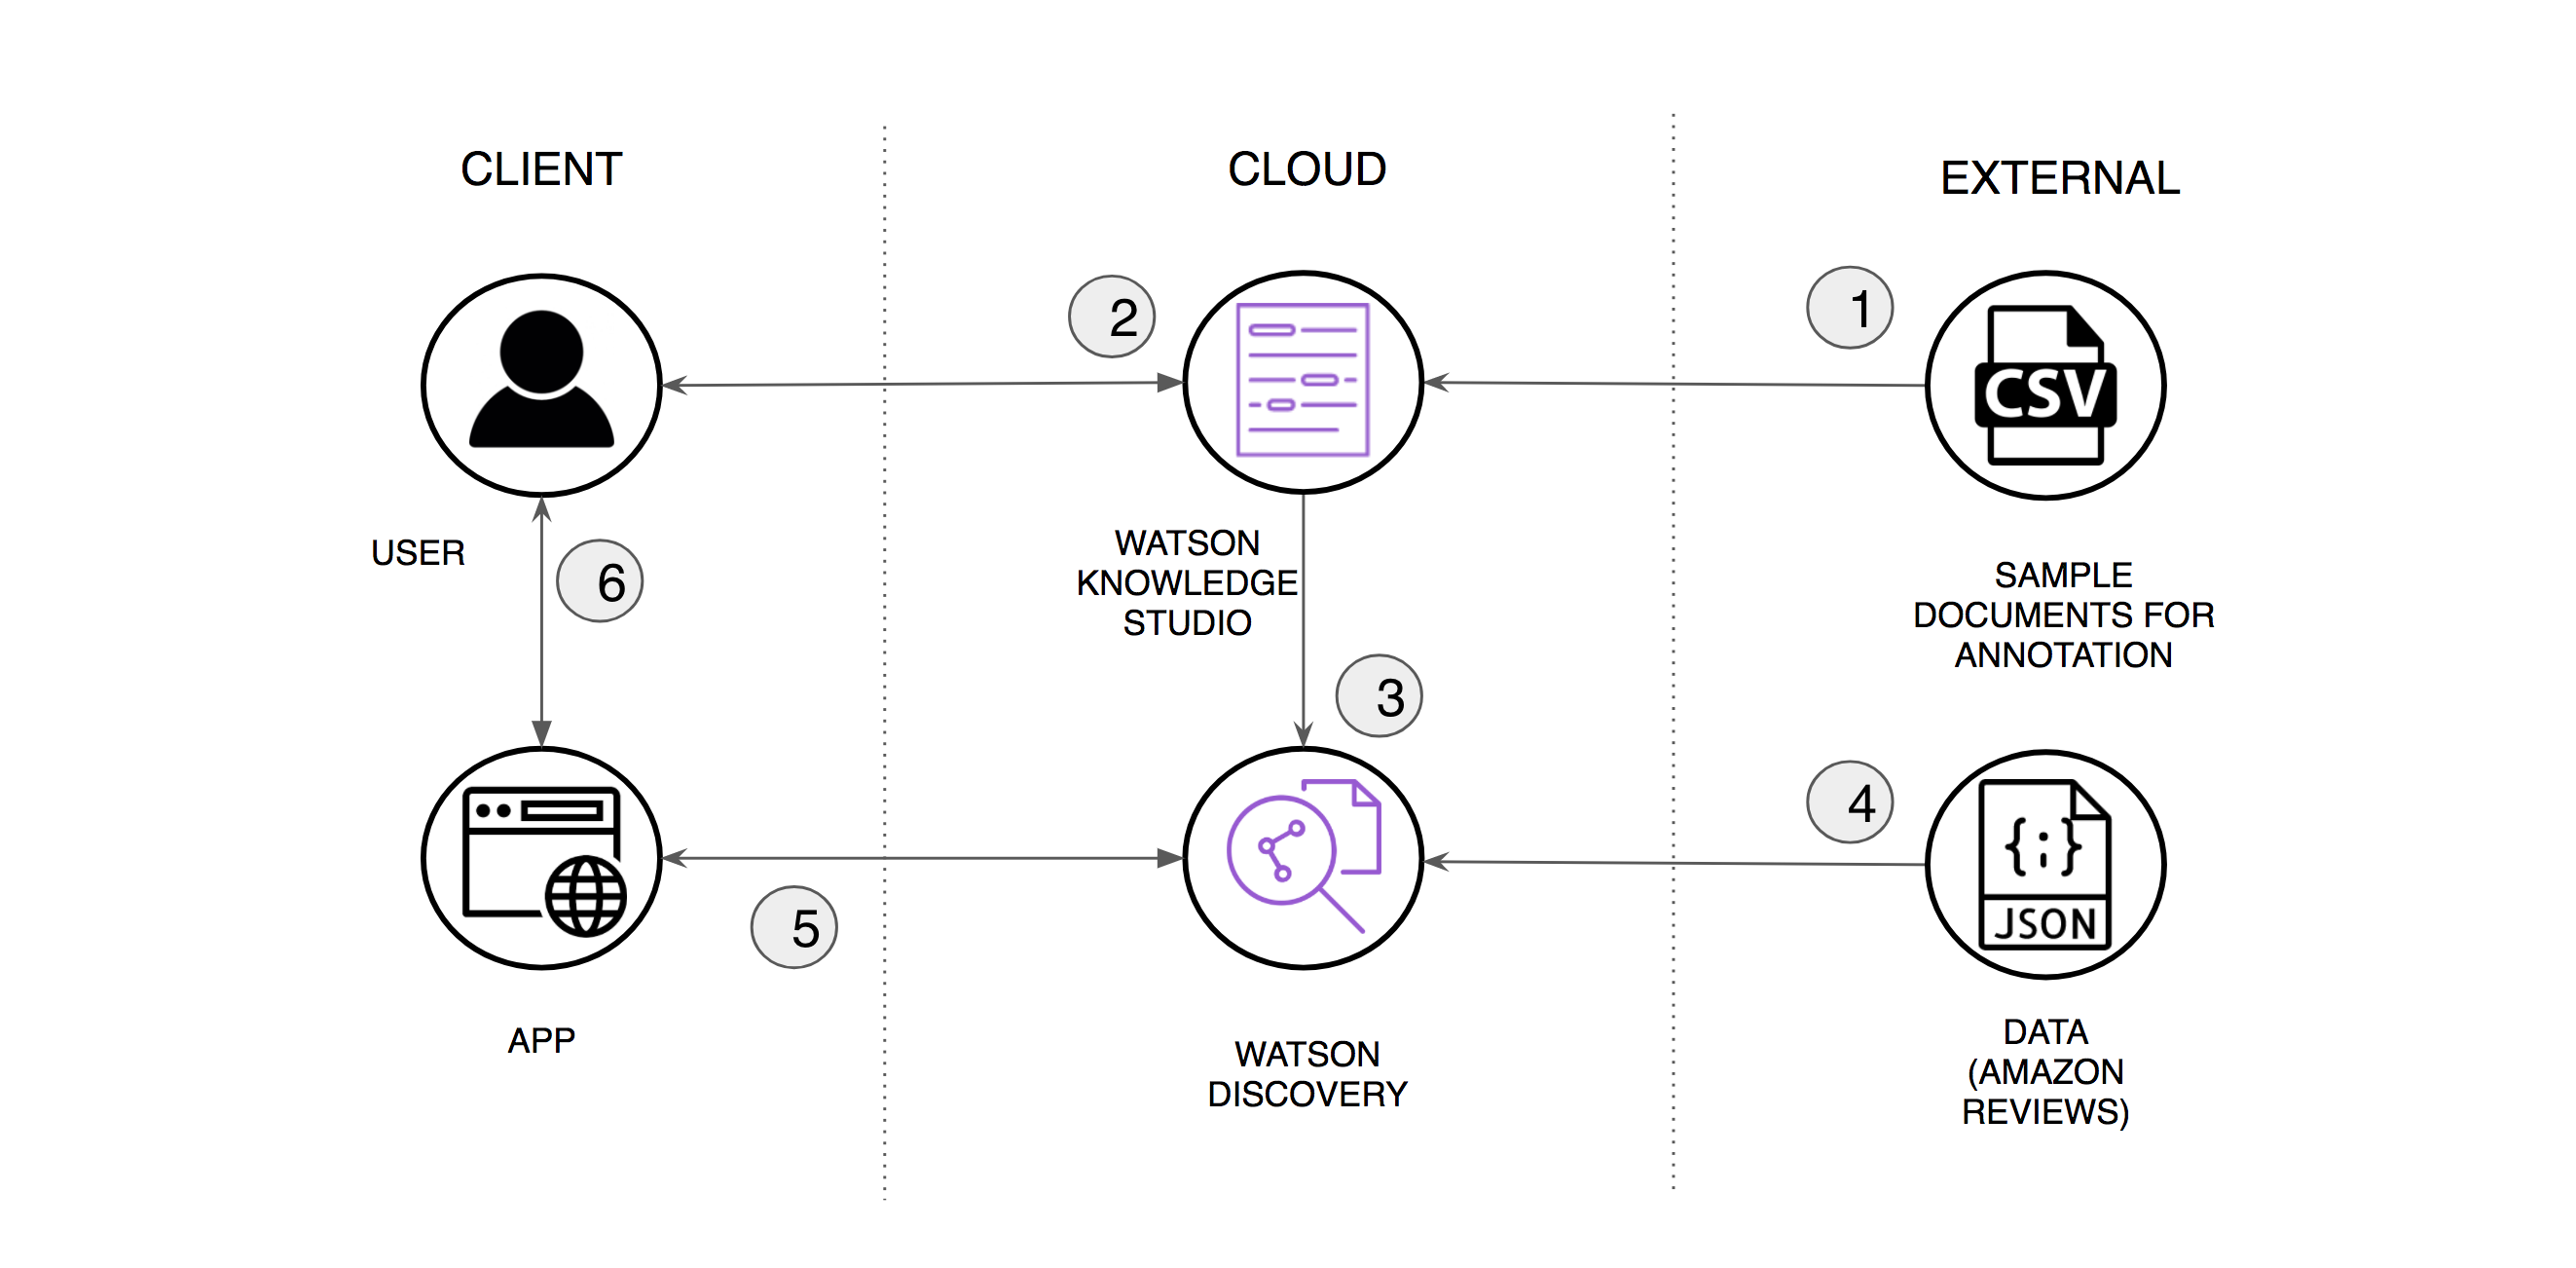 CLIENT
CLOUD
EXTERNAL
2
1
CSV
USER
6
WATSON
KNOWLEDGE
STUDIO
SAMPLE
DOCUMENTS FOR
ANNOTATION
3
4
{;}
JSON
5
APP
WATSON
DISCOVERY
DATA
(AMAZON
REVIEWS)